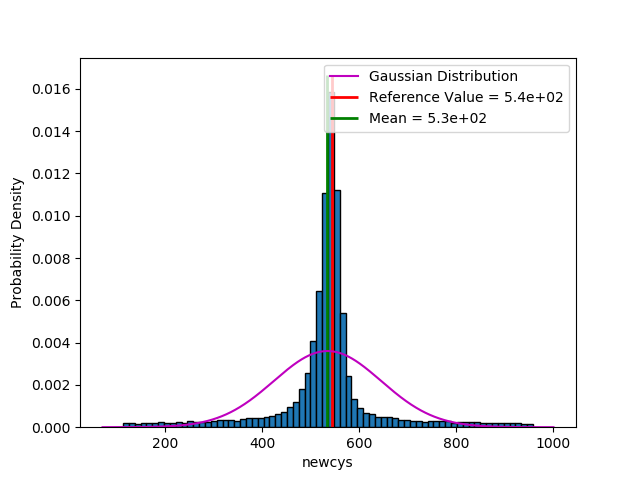 Gaussian Distribution
Reference Value = 5.4e+02
Mean = 5.3e+02
0.016
0.014
0.012
0.010
0.008
0.006
0.004
0.002
0.000
Probability Density
200
400
600
800
1000
newcys